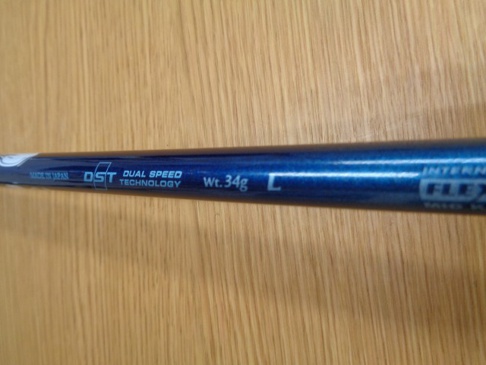 MADE IN JAPAN
DST
DUAL SPEED
TECHNOLOGY
Wt. 34g
L
INTERN
FLEX